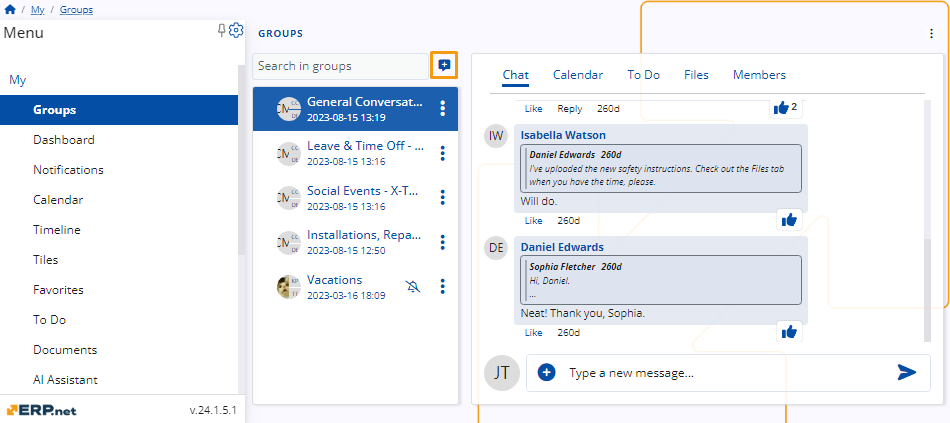 / My / Groups
Menu
My
Groups
Dashboard
Notifications
Calendar
Timeline
Tiles
Favorites
To Do
Documents
AI Assistant
ERP.net
v.24.1.5.1
GROUPS
Search in groups
General Conversat...
2023-08-15 13:19
Leave & Time Off - ...
2023-08-15 13:16
Social Events - X-T...
2023-08-15 13:16
Installations, Repa...
2023-08-15 12:50
Vacations
2023-03-16 18:09
Chat Calendar To Do Files Members
Like Reply 260d
2
IW
Isabella Watson
Daniel Edwards 260d
I've uploaded the new safety instructions. Check out the Files tab
when you have the time, please.
Will do.
Like 260d
DE
Daniel Edwards
Sophia Fletcher 260d
Hi, Daniel.
...
Neat! Thank you, Sophia.
Like 260d
JT
Type a new message...